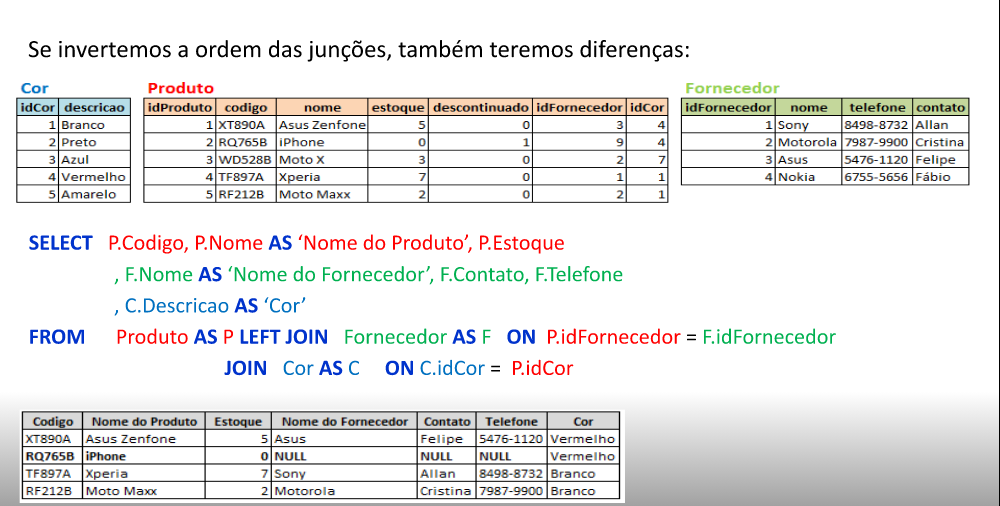 Se invertemos a ordem das junções, também teremos diferenças:
Cor
idCor descricao
1 Branco
2 Preto
3 Azul
4 Vermelho
5 Amarelo
Produto
idProduto codigo nome estoque descontinuado idFornecedor idCor
1 XT890A Asus Zenfone 5 0 3 4
2 RQ765B iPhone 0 1 9 4
3 WD528B Moto X 3 0 2 7
4 TF897A Xperia 7 0 1 1
5 RF212B Moto Maxx 2 0 2 1
Fornecedor
idFornecedor nome telefone contato
1 Sony 8498-8732 Allan
2 Motorola 7987-9900 Cristina
3 Asus 5476-1120 Felipe
4 Nokia 6755-5656 Fábio
SELECT P.Codigo, P.Nome AS ‘Nome do Produto’, P.Estoque
, F.Nome AS ‘Nome do Fornecedor’, F.Contato, F.Telefone
, C.Descricao AS ‘Cor’
FROM Produto AS P LEFT JOIN Fornecedor AS F ON P.idFornecedor = F.idFornecedor
JOIN Cor AS C ON C.idCor = P.idCor
Codigo Nome do Produto Estoque Nome do Fornecedor Contato Telefone Cor
XT890A Asus Zenfone 5 Asus Felipe 5476-1120 Vermelho
RQ765B iPhone 0 NULL NULL NULL Vermelho
TF897A Xperia 7 Sony Allan 8498-8732 Branco
RF212B Moto Maxx 2 Motorola Cristina 7987-9900 Branco